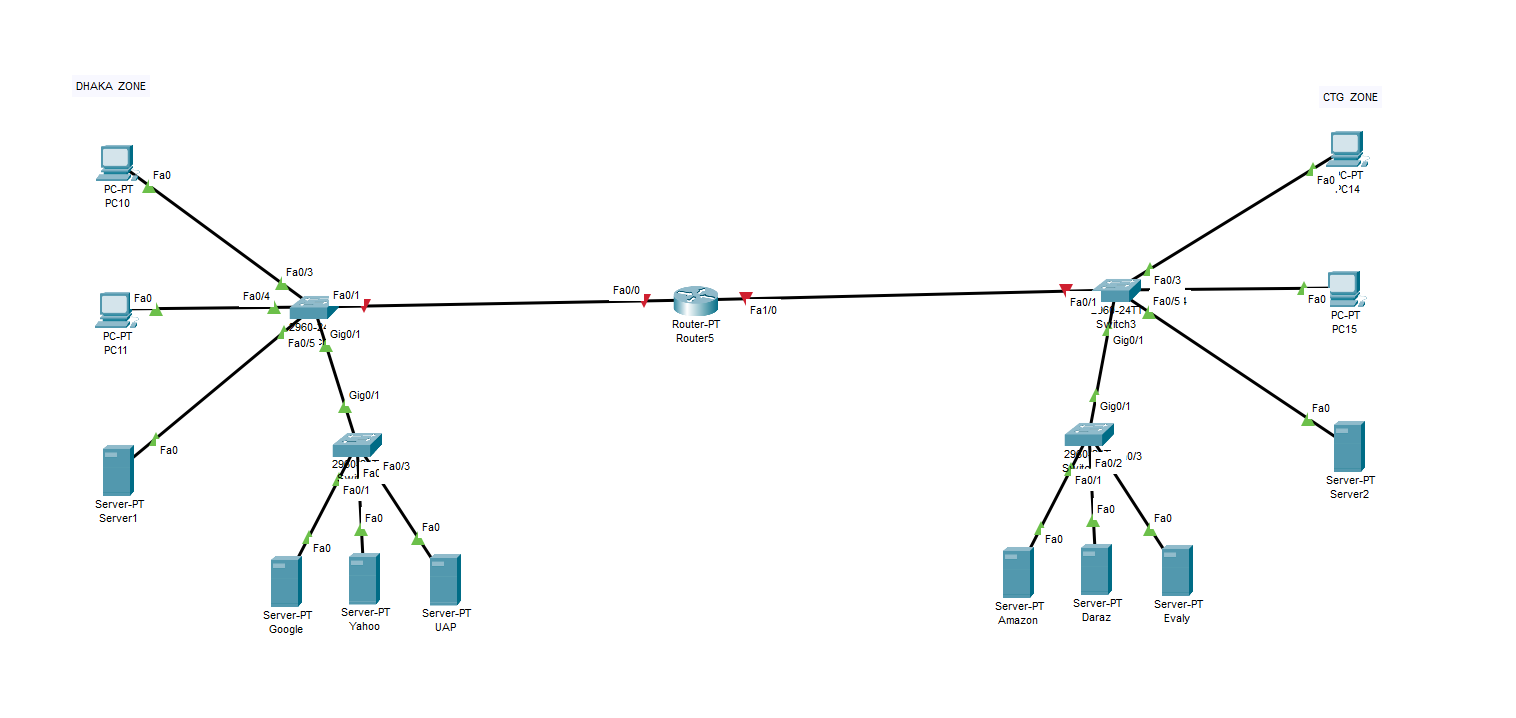 DHAKA ZONE
CTG ZONE
Fa0
PC-PT
PC10
Fa0
PC-PT
PC14
Fa0/3
Fa0/4
Fa0/1
Fa0
PC-PT
PC11
Fa0/5
Gig0/1
Fa0/0
Router-PT
Router5
Fa1/0
Fa0/3
Fa0/1
Fa0/5
2960-24TT
Switch3
Gig0/1
Fa0
PC-PT
PC15
Gig0/1
Gig0/1
Fa0
Server-PT
Server1
Fa0
Server-PT
Server2
2960
Fa0/3
Fa0/1
Fa0
Fa0
Fa0
Server-PT
Google
Server-PT
Yahoo
Server-PT
UAP
2960
Fa0/2
0/3
Fa0/1
Fa0
Fa0
Fa0
Server-PT
Amazon
Server-PT
Daraz
Server-PT
Evaly